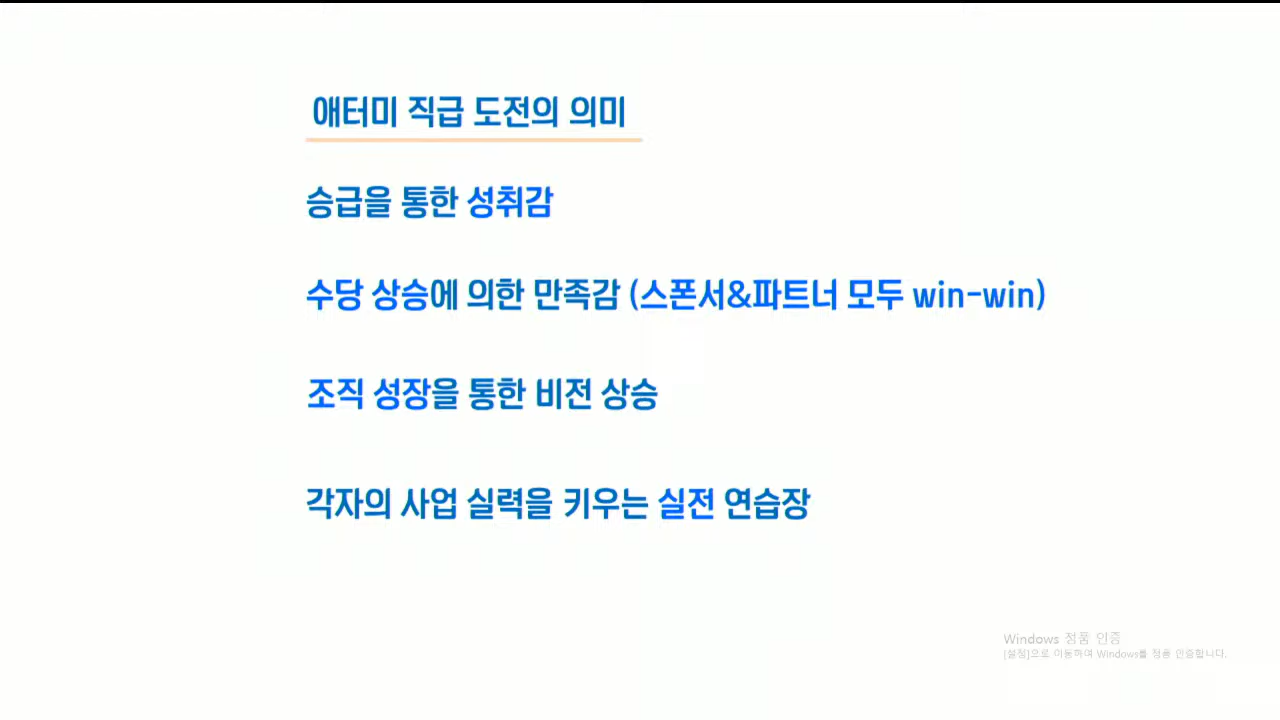 애터미 직급 도전의 의미
승급을 통한 성취감
수당 상승에 의한 만족감 (스폰서&파트너 모두 win-win)
조직 성장을 통한 비전 상승
각자의 사업 실력을 키우는 실전 연습장
Windows 정품 인증
[설정]으로 이동하여 Windows를 정품 인증합니다.